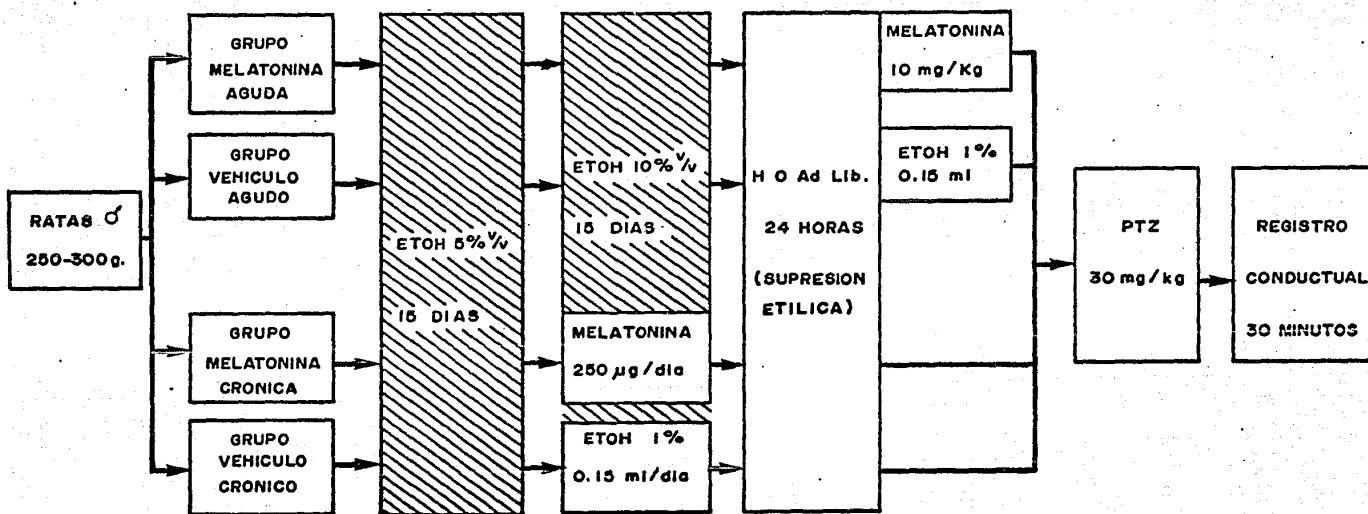 RATAS ♂
250-300g.
GRUPO
MELATONINA
AGUDA
GRUPO
VEHICULO
AGUDO
GRUPO
MELATONINA
CRONICA
GRUPO
VEHICULO
CRONICO
ETOH 5% v/v
15 DIAS
ETOH 10% v/v
15 DIAS
MELATONINA
250 µg/dia
ETOH 1%
0.15 ml/dia
H O Ad Lib.
24 HORAS
(SUPRESION
ETILICA)
MELATONINA
10 mg/Kg
ETOH 1%
0.15 ml
PTZ
30 mg/kg
REGISTRO
CONDUCTUAL
30 MINUTOS